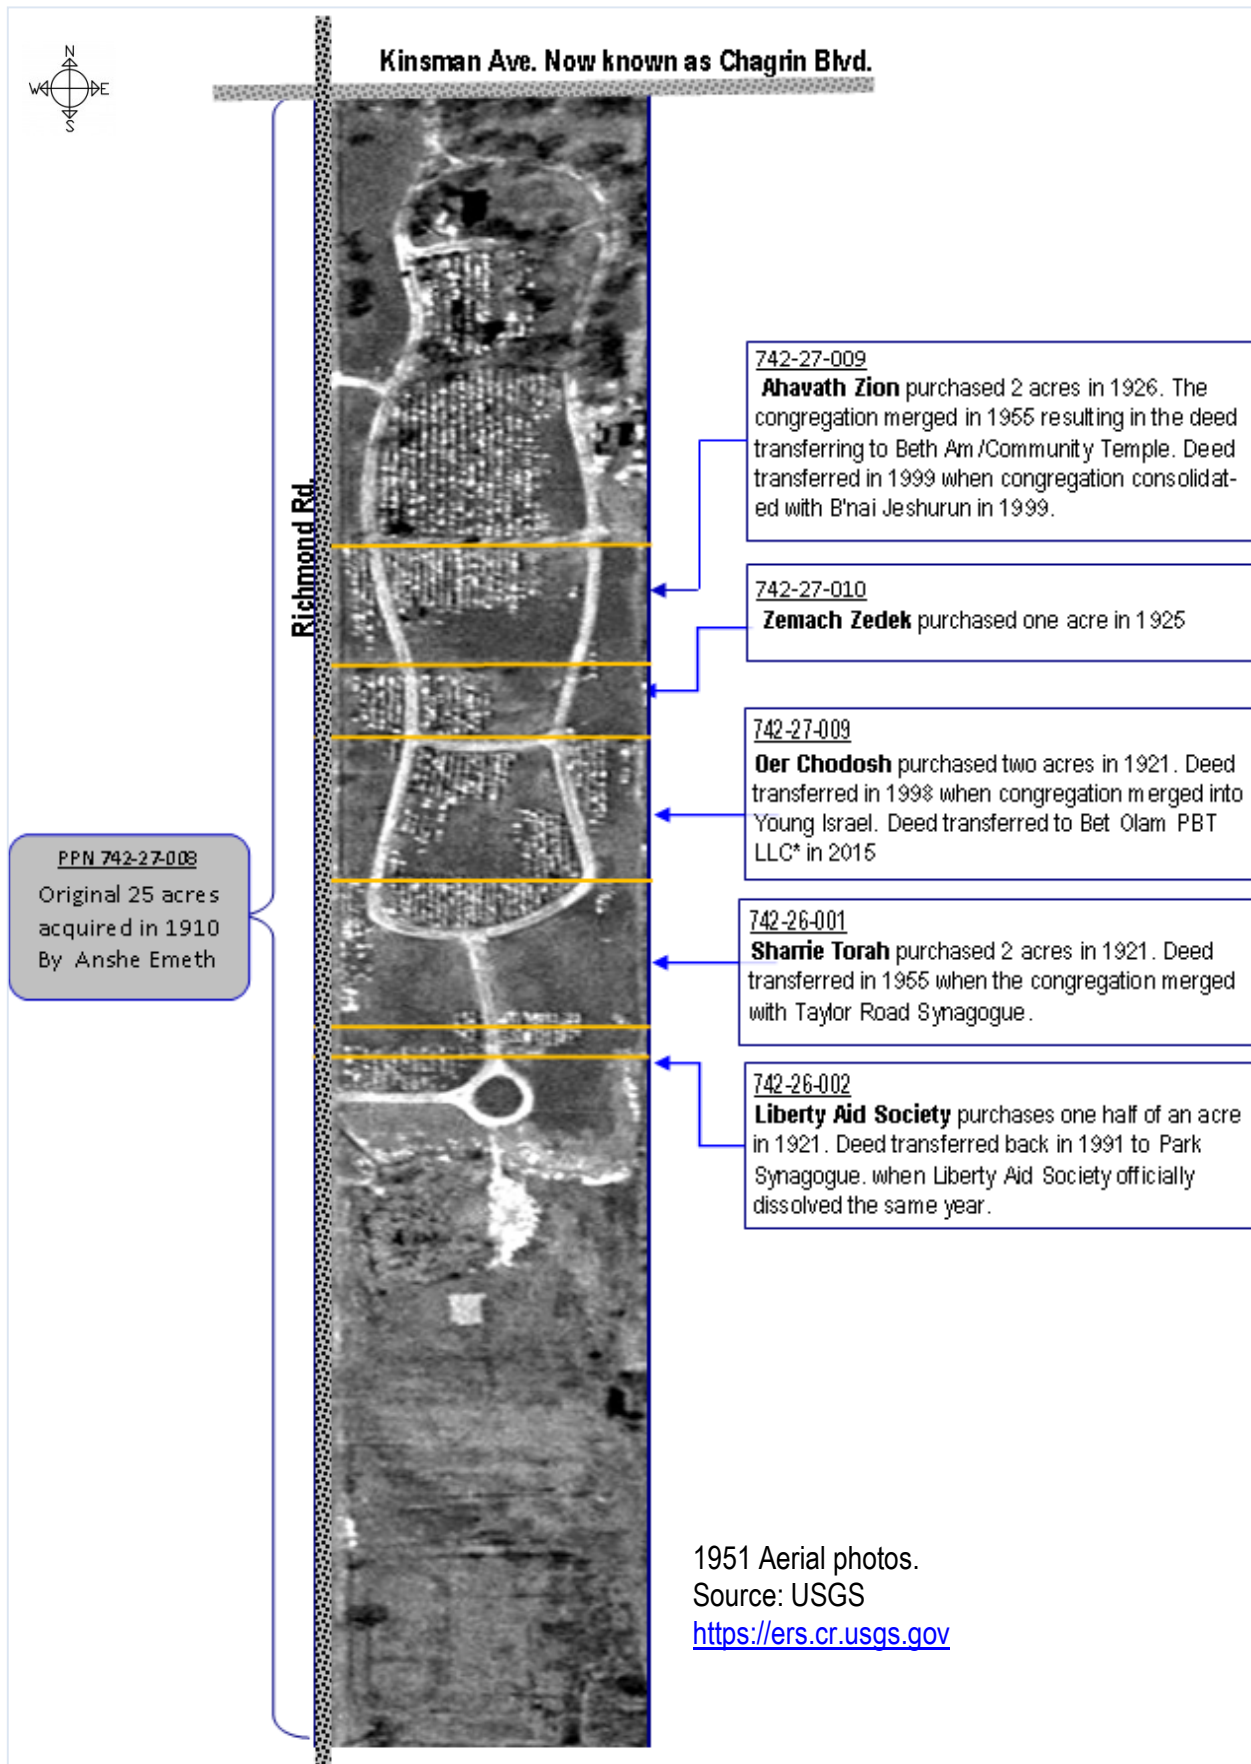 N
W E
S
Kinsman Ave. Now known as Chagrin Blvd.
Richmond Rd.
742-27-009
Ahavath Zion purchased 2 acres in 1926. The
congregation merged in 1955 resulting in the deed
transferring to Beth Am/Community Temple. Deed
transferred in 1999 when congregation consolidat-
ed with B'nai Jeshurun in 1999.
742-27-010
Zemach Zedek purchased one acre in 1925
742-27-009
Oer Chodosh purchased two acres in 1921. Deed
transferred in 1998 when congregation merged into
Young Israel. Deed transferred to Bet Olam PBT
LLC* in 2015
PPN 742-27-008
Original 25 acres
acquired in 1910
By Anshe Emeth
742-26-001
Sharrie Torah purchased 2 acres in 1921. Deed
transferred in 1955 when the congregation merged
with Taylor Road Synagogue.
742-26-002
Liberty Aid Society purchases one half of an acre
in 1921. Deed transferred back in 1991 to Park
Synagogue. when Liberty Aid Society officially
dissolved the same year.
1951 Aerial photos.
Source: USGS
https://ers.cr.usgs.gov